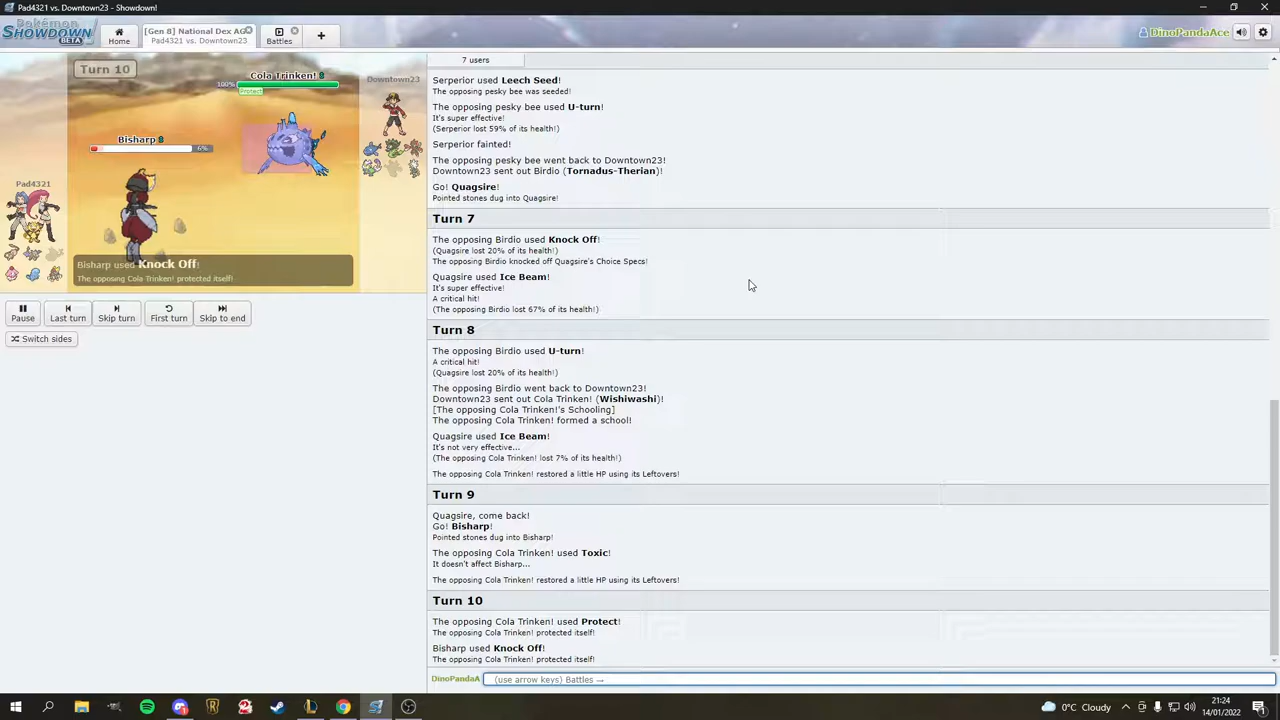 Pad4321 vs. Downtown23 - Showdown!
Pokémon
SHOWDOWN
BETA
Home
[Gen 8] National Dex AG
Pad4321 vs. Downtown23
Battles
DinoPandaAce
Turn 10
Cola Trinken! 8
100%
Protect
Downtown23
Bisharp 8
6%
Pad4321
Bisharp used Knock Off!
The opposing Cola Trinken! protected itself!
Pause
Last turn
Skip turn
First turn
Skip to end
Switch sides
7 users
Serperior used Leech Seed!
The opposing pesky bee was seeded!
The opposing pesky bee used U-turn!
It's super effective!
(Serperior lost 59% of its health!)
Serperior fainted!
The opposing pesky bee went back to Downtown23!
Downtown23 sent out Birdio (Tornadus-Therian)!
Go! Quagsire!
Pointed stones dug into Quagsire!
Turn 7
The opposing Birdio used Knock Off!
(Quagsire lost 20% of its health!)
The opposing Birdio knocked off Quagsire's Choice Specs!
Quagsire used Ice Beam!
It's super effective!
A critical hit!
(The opposing Birdio lost 67% of its health!)
Turn 8
The opposing Birdio used U-turn!
A critical hit!
(Quagsire lost 20% of its health!)
The opposing Birdio went back to Downtown23!
Downtown23 sent out Cola Trinken! (Wishiwashi)!
[The opposing Cola Trinken!'s Schooling]
The opposing Cola Trinken! formed a school!
Quagsire used Ice Beam!
It's not very effective...
(The opposing Cola Trinken! lost 7% of its health!)
The opposing Cola Trinken! restored a little HP using its Leftovers!
Turn 9
Quagsire, come back!
Go! Bisharp!
Pointed stones dug into Bisharp!
The opposing Cola Trinken! used Toxic!
It doesn't affect Bisharp...
The opposing Cola Trinken! restored a little HP using its Leftovers!
Turn 10
The opposing Cola Trinken! used Protect!
The opposing Cola Trinken! protected itself!
Bisharp used Knock Off!
The opposing Cola Trinken! protected itself!
DinoPandaA
(use arrow keys) Battles →
0°C Cloudy
21:24
14/01/2022